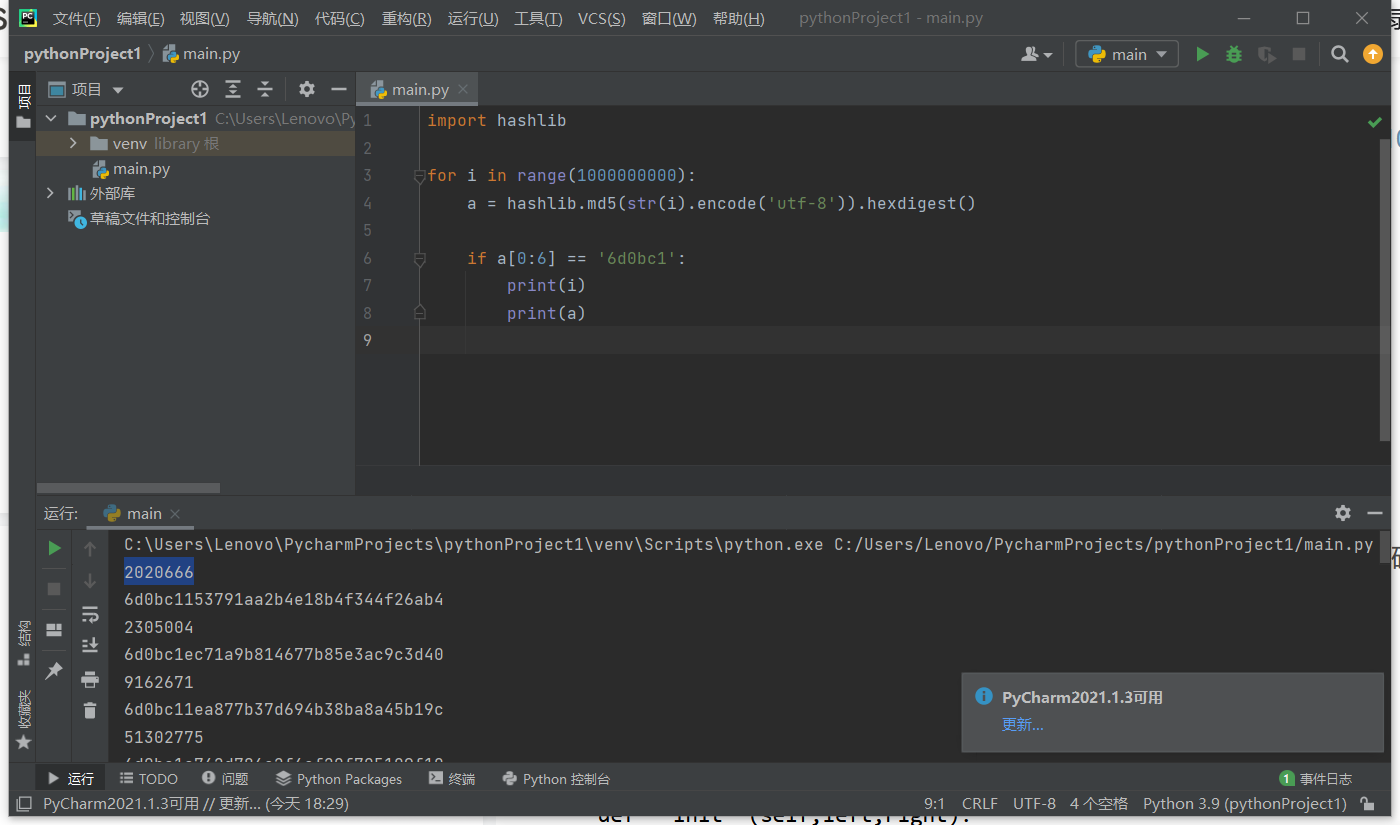 文件(F) 编辑(E) 视图(V) 导航(N) 代码(C) 重构(R) 运行(U) 工具(T) VCS(S) 窗口(W) 帮助(H) pythonProject1 - main.py
pythonProject1 main.py main
项目 项目 main.py
pythonProject1 C:\Users\Lenovo\Py
venv library 根
main.py
外部库
草稿文件和控制台
1 import hashlib
2
3 for i in range(1000000000):
4 a = hashlib.md5(str(i).encode('utf-8')).hexdigest()
5
6 if a[0:6] == '6d0bc1':
7 print(i)
8 print(a)
9
运行: main
C:\Users\Lenovo\PycharmProjects\pythonProject1\venv\Scripts\python.exe C:/Users/Lenovo/PycharmProjects/pythonProject1/main.py
2020666
6d0bc1153791aa2b4e18b4f344f26ab4
2305004
6d0bc1ec71a9b814677b85e3ac9c3d40
9162671
6d0bc11ea877b37d694b38ba8a45b19c
51302775
结构
收藏夹
PyCharm2021.1.3可用
更新...
运行 TODO 问题 Python Packages 终端 Python 控制台 1 事件日志
PyCharm2021.1.3可用 // 更新... (今天 18:29) 9:1 CRLF UTF-8 4 个空格 Python 3.9 (pythonProject1)